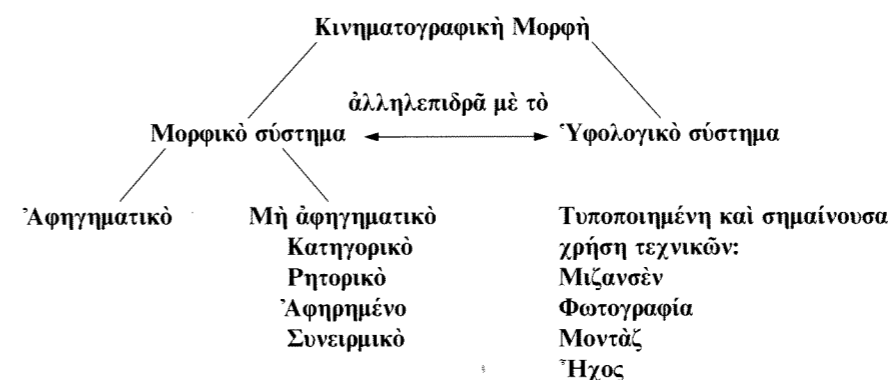 Κινηματογραφικὴ Μορφὴ
ἀλληλεπιδρᾶ μὲ τὸ
Μορφικὸ σύστημα Ὑφολογικὸ σύστημα
Ἀφηγηματικὸ Μὴ ἀφηγηματικὸ Τυποποιημένη καὶ σημαίνουσα
Κατηγορικὸ χρήση τεχνικῶν:
Ρητορικὸ Μιζανσὲν
Ἀφηρημένο Φωτογραφία
Συνειρμικὸ Μοντὰζ
Ἦχος